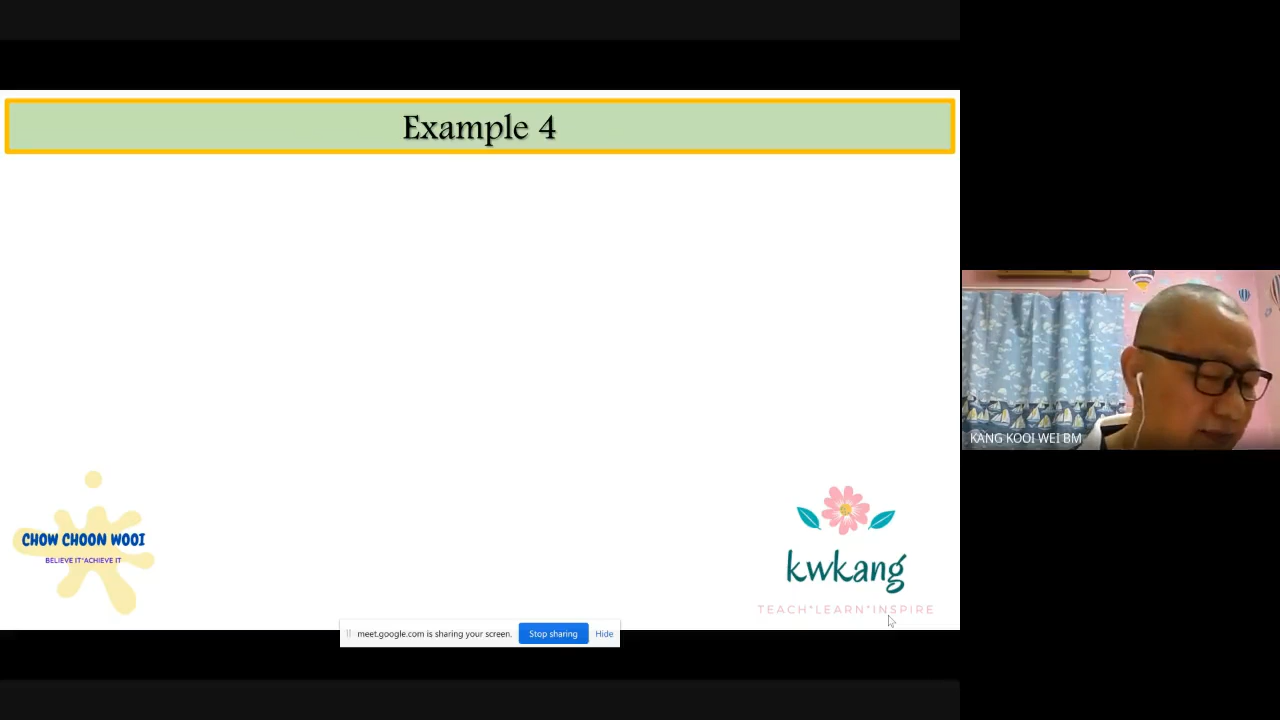 Example 4
KANG KOOI WEI BM
CHOW CHOON WOOI
BELIEVE IT*ACHIEVE IT
kwkang
TEACH*LEARN*INSPIRE
meet.google.com is sharing your screen. Stop sharing Hide